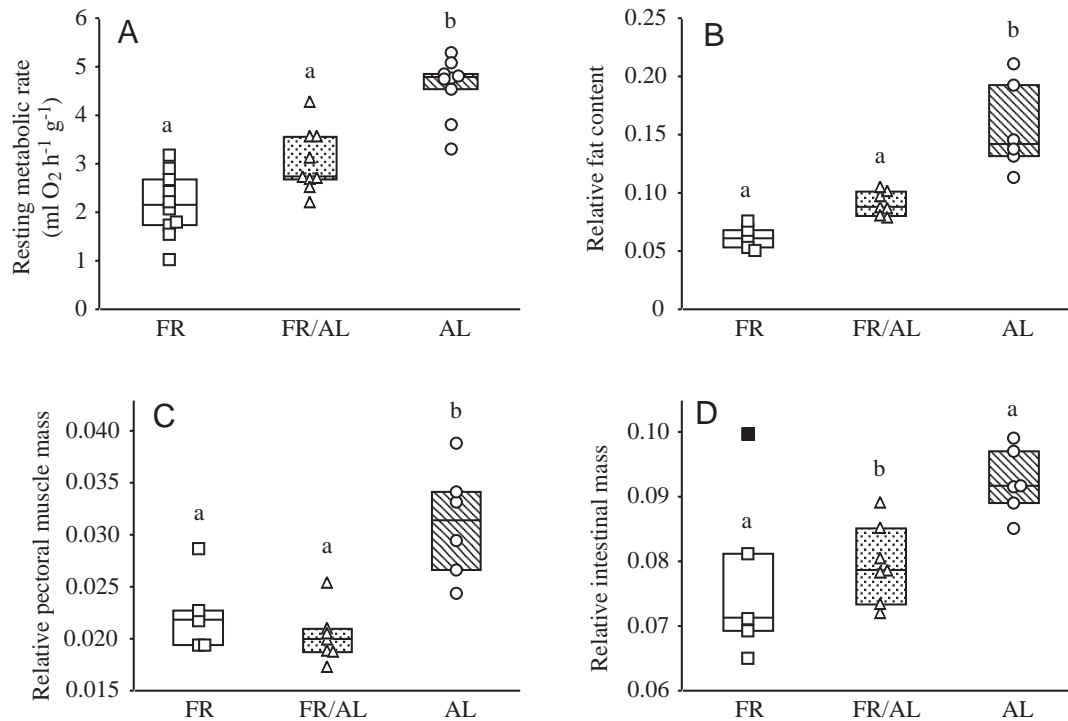 A
Resting metabolic rate
(ml O2 h-1 g-1)
6
5
4
3
2
1
0
a
a
b
FR
FR/AL
AL
B
Relative fat content
0.25
0.20
0.15
0.10
0.05
0
a
a
b
FR
FR/AL
AL
C
Relative pectoral muscle mass
0.040
0.035
0.030
0.025
0.020
0.015
a
a
b
FR
FR/AL
AL
D
Relative intestinal mass
0.10
0.09
0.08
0.07
0.06
a
b
a
FR
FR/AL
AL